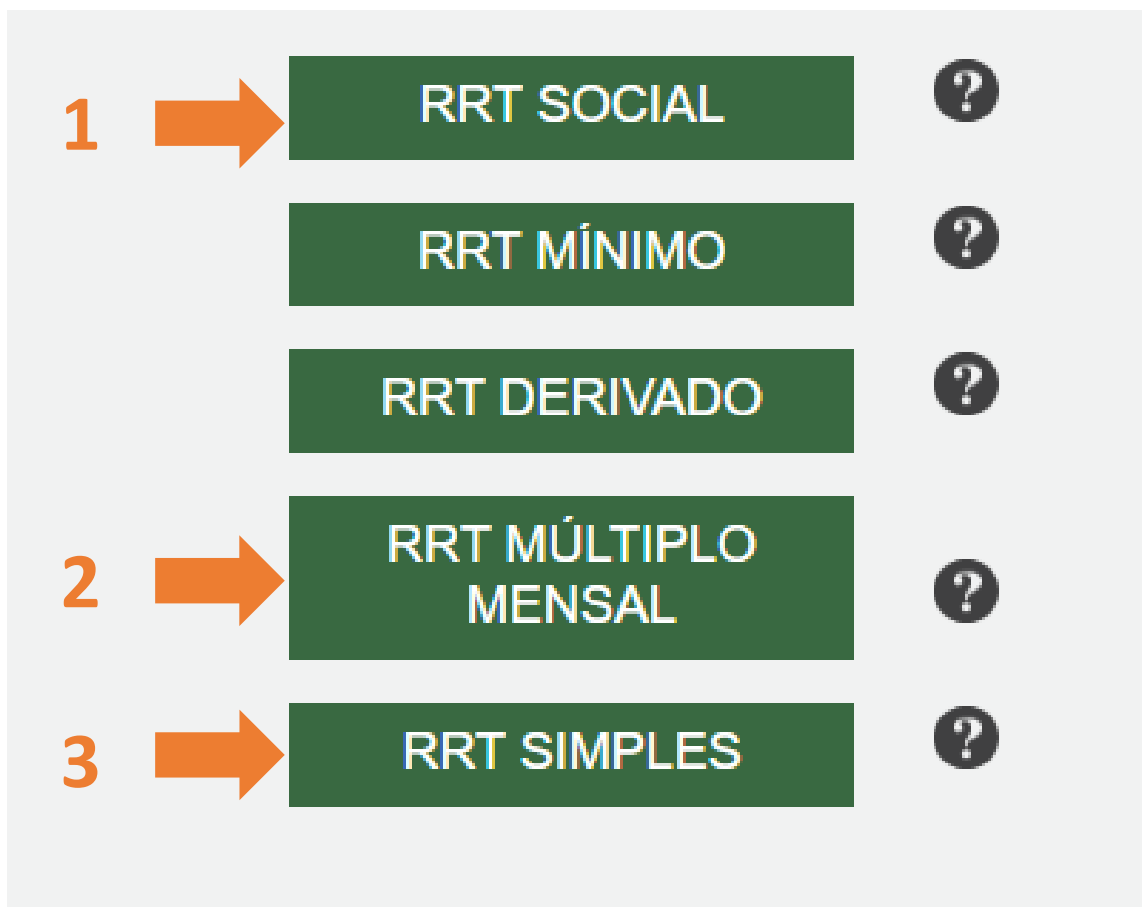 1
RRT SOCIAL
?
RRT MÍNIMO
?
RRT DERIVADO
?
2
RRT MÚLTIPLO
MENSAL
?
3
RRT SIMPLES
?